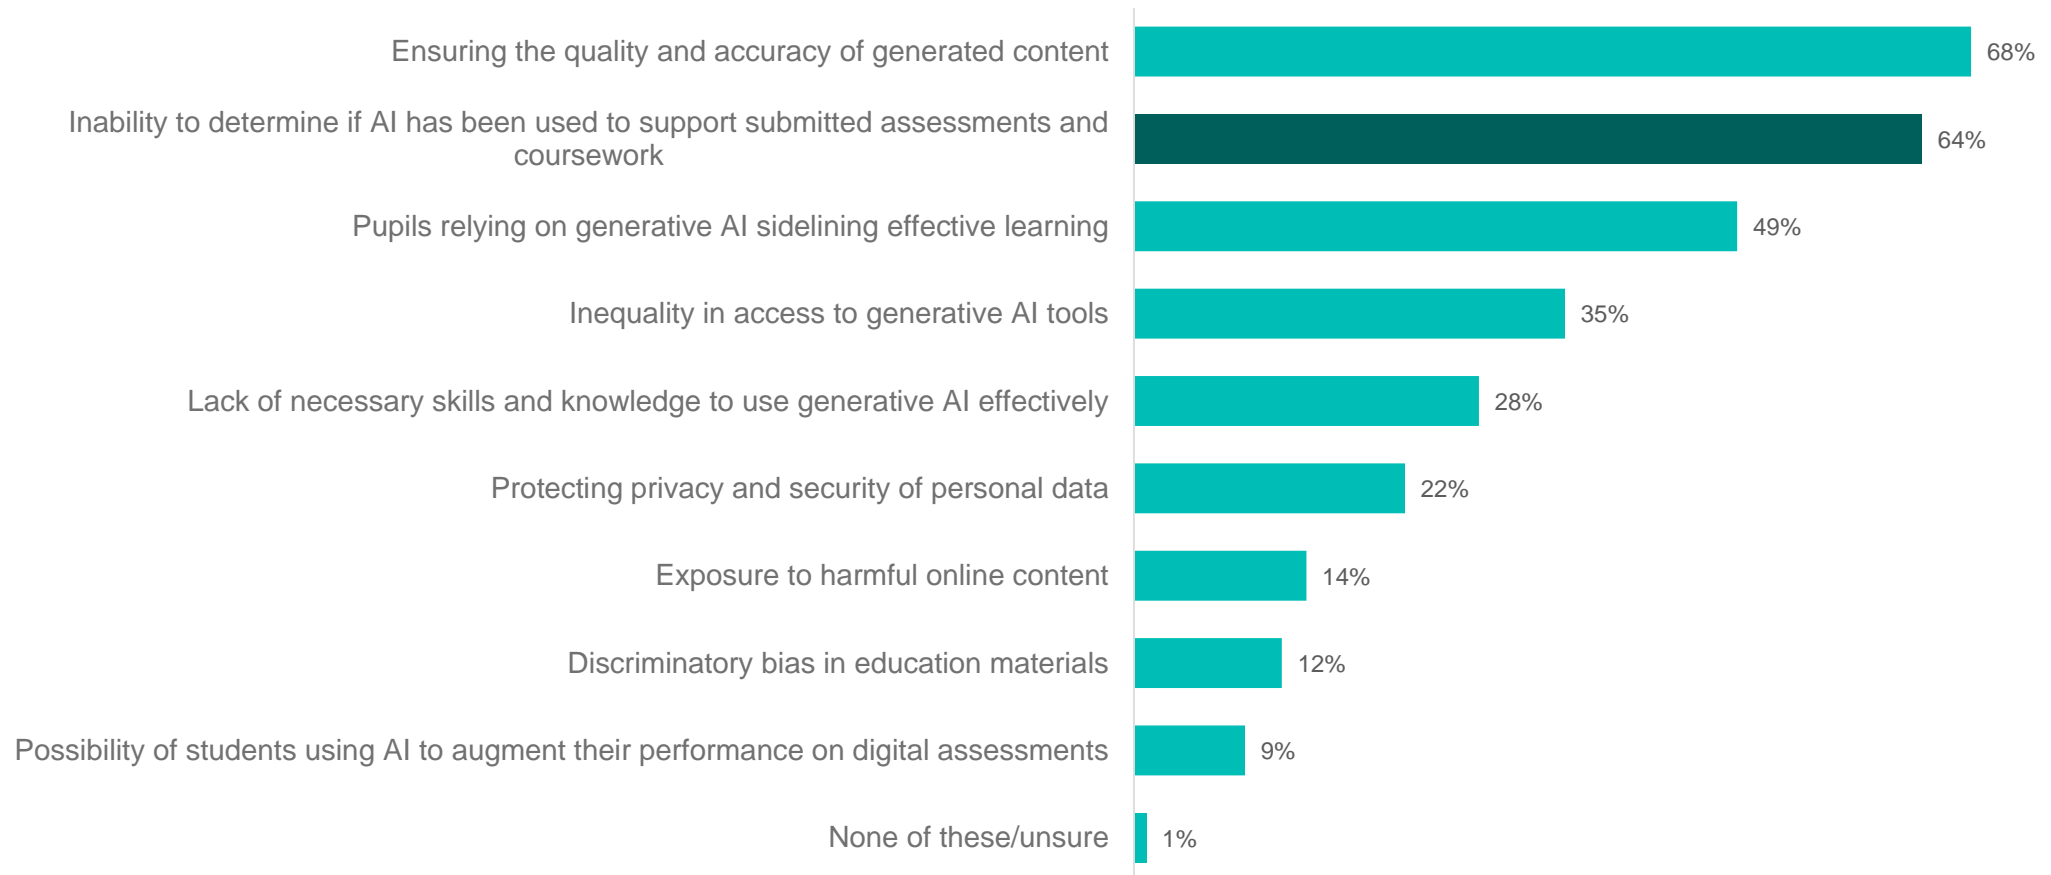 Ensuring the quality and accuracy of generated content 68%
Inability to determine if AI has been used to support submitted assessments and
coursework 64%
Pupils relying on generative AI sidelining effective learning 49%
Inequality in access to generative AI tools 35%
Lack of necessary skills and knowledge to use generative AI effectively 28%
Protecting privacy and security of personal data 22%
Exposure to harmful online content 14%
Discriminatory bias in education materials 12%
Possibility of students using AI to augment their performance on digital assessments 9%
None of these/unsure 1%